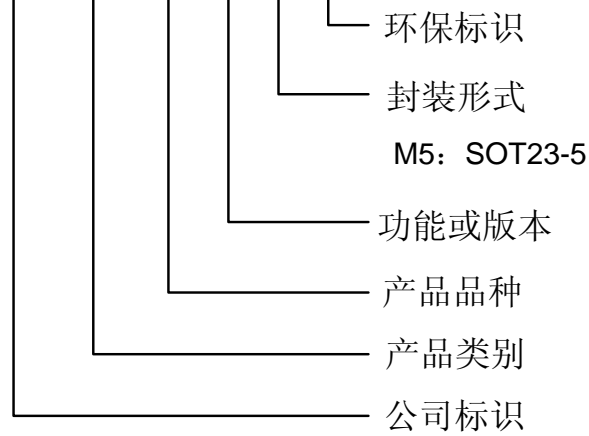 环保标识
封装形式
M5：SOT23-5
功能或版本
产品品种
产品类别
公司标识